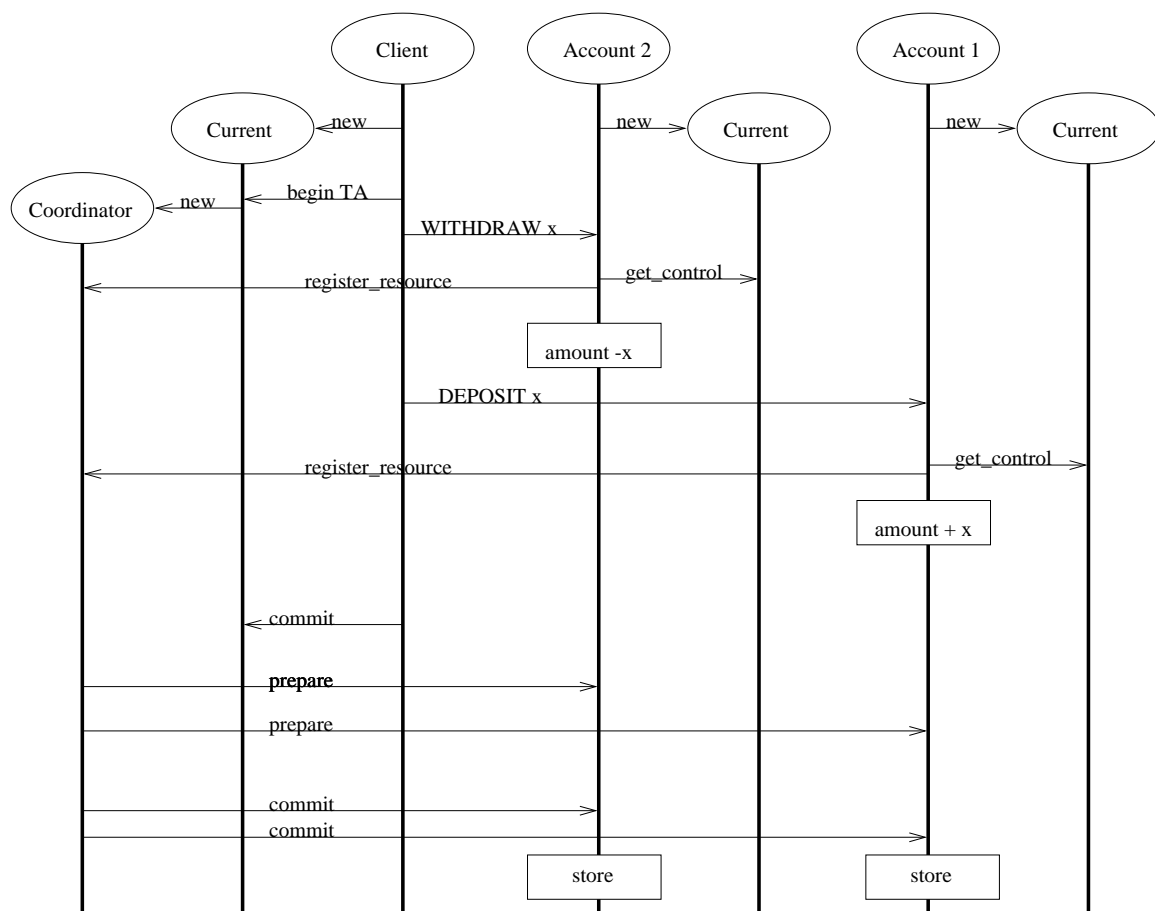 Client
Account 2
Account 1
Current
new
new
Current
new
Current
begin TA
Coordinator
new
WITHDRAW x
get_control
register_resource
amount -x
DEPOSIT x
get_control
register_resource
amount + x
commit
prepare
prepare
commit
commit
store
store